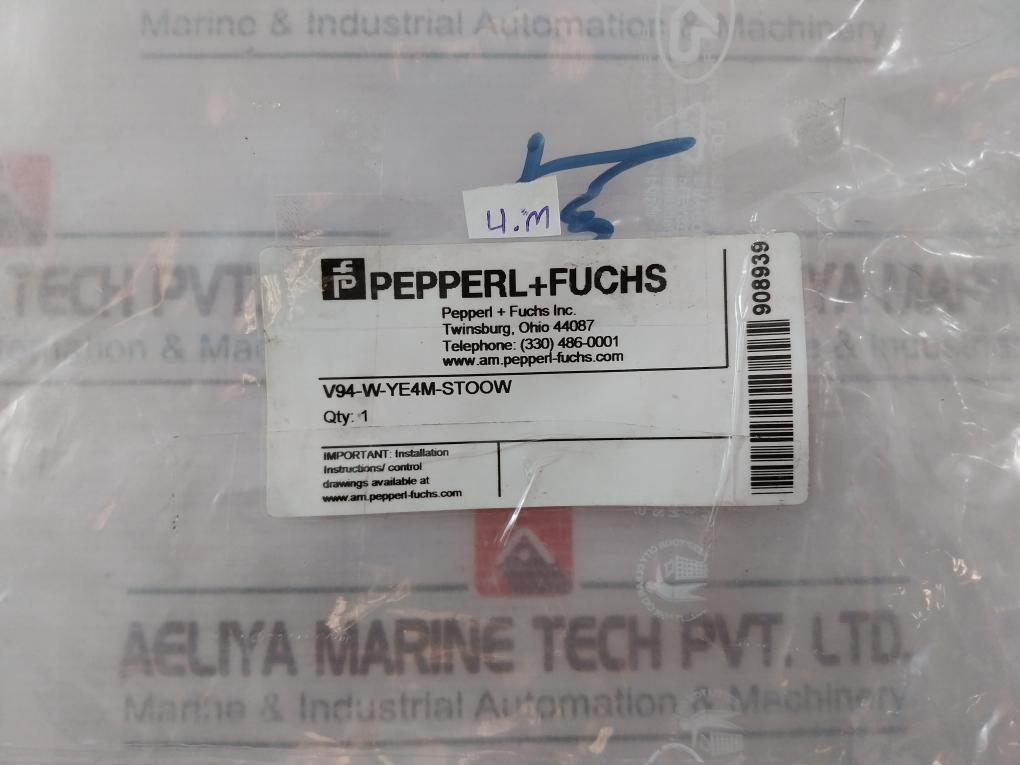 Marine & Industrial Automation & Machinery
4.M
TECH PVT
PEPPERL+FUCHS
Pepperl + Fuchs Inc.
Twinsburg, Ohio 44087
Telephone: (330) 486-0001
www.am.pepperl-fuchs.com
908939
V94-W-YE4M-STOOW
Qty: 1
IMPORTANT: Installation
Instructions/ control
drawings available at
www.am.pepperl-fuchs.com
AELIYA MARINE TECH PVT. LTD.
Marine & Industrial Automation & Machinery